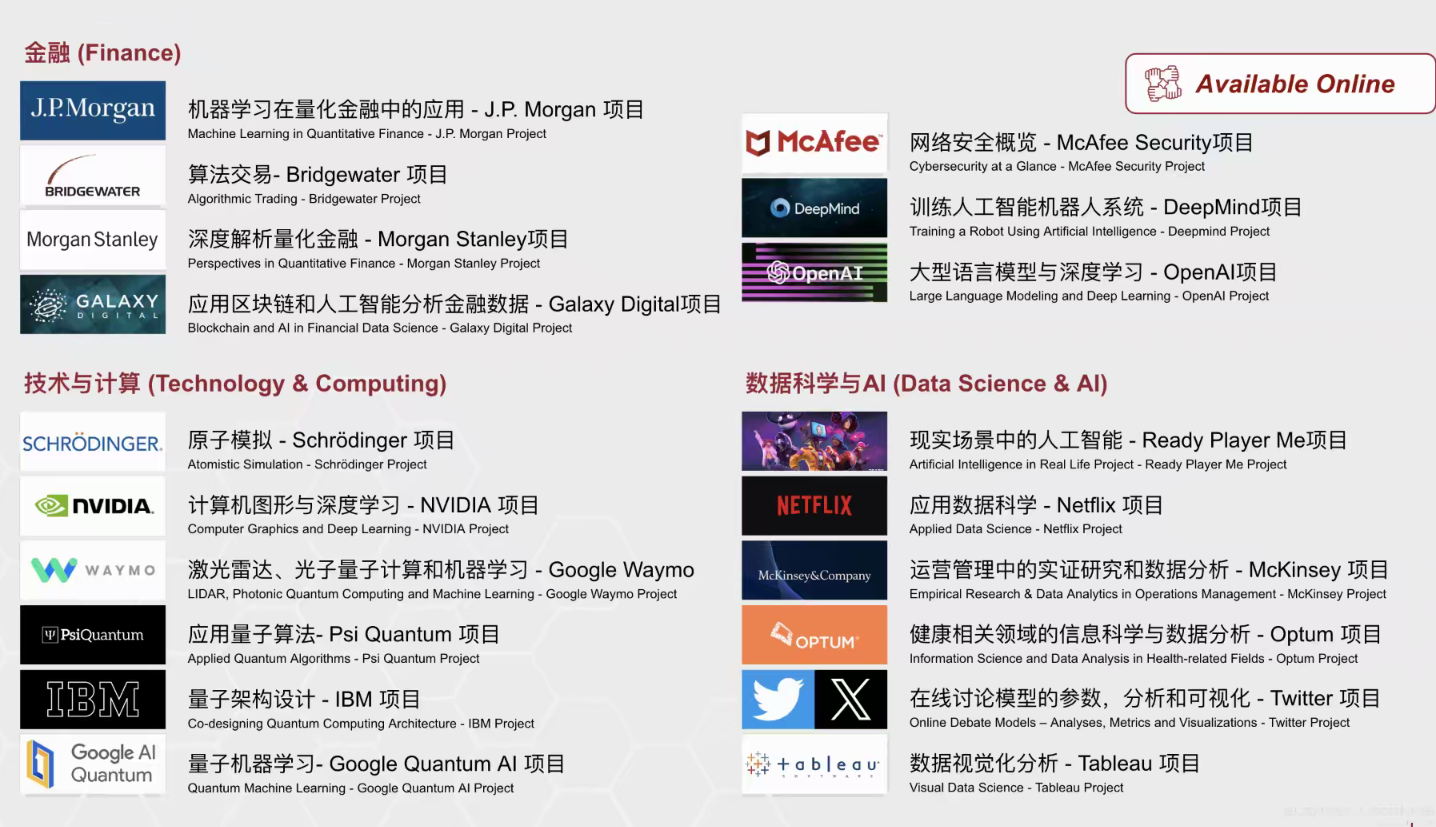 金融 (Finance)
J.P.Morgan
机器学习在量化金融中的应用 - J.P. Morgan 项目
Machine Learning in Quantitative Finance - J.P. Morgan Project
BRIDGEWATER
算法交易- Bridgewater 项目
Algorithmic Trading - Bridgewater Project
Morgan Stanley
深度解析量化金融 - Morgan Stanley项目
Perspectives in Quantitative Finance - Morgan Stanley Project
GALAXY
DIGITAL
应用区块链和人工智能分析金融数据 - Galaxy Digital项目
Blockchain and AI in Financial Data Science - Galaxy Digital Project
Available Online
McAfee™
网络安全概览 - McAfee Security项目
Cybersecurity at a Glance - McAfee Security Project
DeepMind
训练人工智能机器人系统 - DeepMind项目
Training a Robot Using Artificial Intelligence - Deepmind Project
OpenAI
大型语言模型与深度学习 - OpenAI项目
Large Language Modeling and Deep Learning - OpenAI Project
技术与计算 (Technology & Computing)
SCHRÖDINGER.
原子模拟 - Schrödinger 项目
Atomistic Simulation - Schrödinger Project
NVIDIA.
计算机图形与深度学习 - NVIDIA 项目
Computer Graphics and Deep Learning - NVIDIA Project
WAYMO
激光雷达、光子量子计算和机器学习 - Google Waymo
LIDAR, Photonic Quantum Computing and Machine Learning - Google Waymo Project
PsiQuantum
应用量子算法- Psi Quantum 项目
Applied Quantum Algorithms - Psi Quantum Project
IBM
量子架构设计 - IBM 项目
Co-designing Quantum Computing Architecture - IBM Project
Google AI
Quantum
量子机器学习- Google Quantum AI 项目
Quantum Machine Learning - Google Quantum AI Project
数据科学与AI (Data Science & AI)
现实场景中的人工智能 - Ready Player Me项目
Artificial Intelligence in Real Life Project - Ready Player Me Project
NETFLIX
应用数据科学 - Netflix 项目
Applied Data Science - Netflix Project
McKinsey&Company
运营管理中的实证研究和数据分析 - McKinsey 项目
Empirical Research & Data Analytics in Operations Management - McKinsey Project
OPTUM®
健康相关领域的信息科学与数据分析 - Optum 项目
Information Science and Data Analysis in Health-related Fields - Optum Project
X
在线讨论模型的参数，分析和可视化 - Twitter 项目
Online Debate Models – Analyses, Metrics and Visualizations - Twitter Project
+ a b l e a u
S O F T W A R E
数据视觉化分析 - Tableau 项目
Visual Data Science - Tableau Project